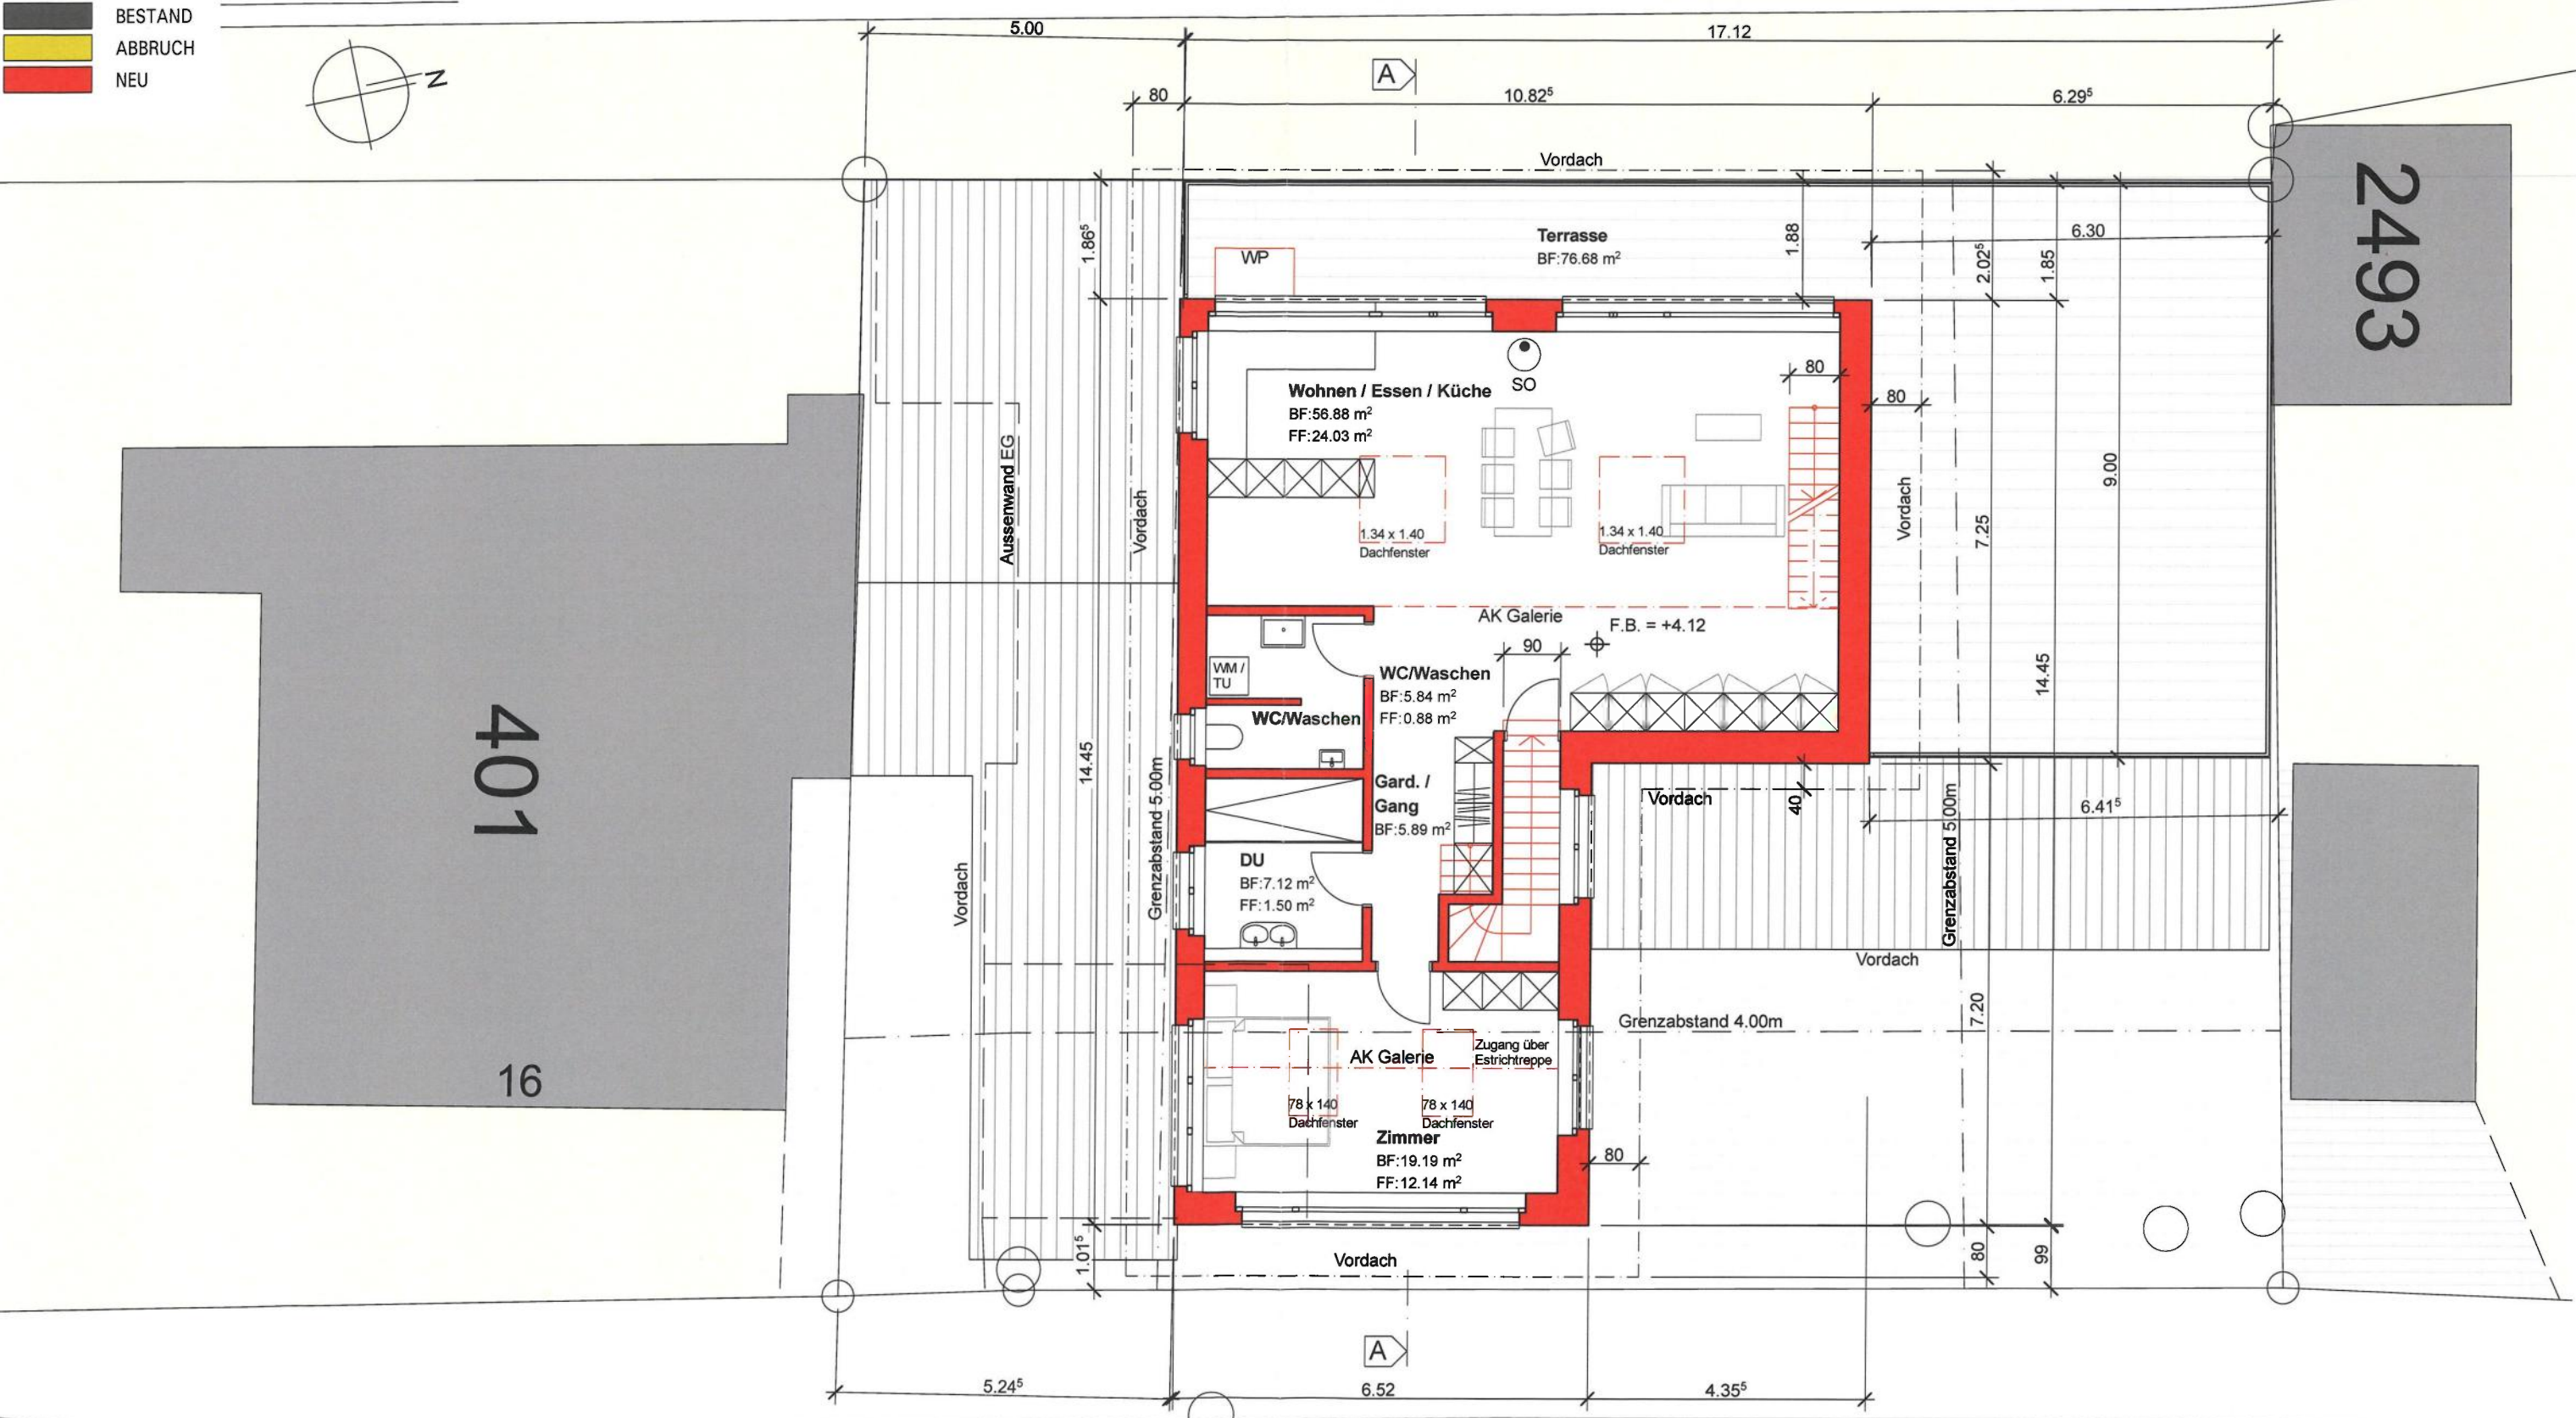 BESTAND
ABBRUCH
NEU
N
5.00
17.12
A
80
10.82⁵
6.29⁵
Vordach
2493
1.86⁵
Terrasse
BF:76.68 m²
WP
1.88
2.02⁵
1.85
6.30
Wohnen / Essen / Küche
BF:56.88 m²
FF:24.03 m²
SO
80
80
Aussenwand EG
Vordach
1.34 x 1.40
Dachfenster
1.34 x 1.40
Dachfenster
Vordach
7.25
9.00
AK Galerie
F.B. = +4.12
90
WM /
TU
WC/Waschen
BF:5.84 m²
FF:0.88 m²
WC/Waschen
14.45
14.45
401
16
Gard. /
Gang
BF:5.89 m²
Vordach
40
6.41⁵
Grenzabstand 5.00m
Grenzabstand 5.00m
Vordach
DU
BF:7.12 m²
FF:1.50 m²
Vordach
7.20
Grenzabstand 4.00m
Zugang über
Estrichtreppe
AK Galerie
78 x 140
Dachfenster
78 x 140
Dachfenster
Zimmer
BF:19.19 m²
FF:12.14 m²
80
1.01⁵
Vordach
80
99
A
5.24⁵
6.52
4.35⁵